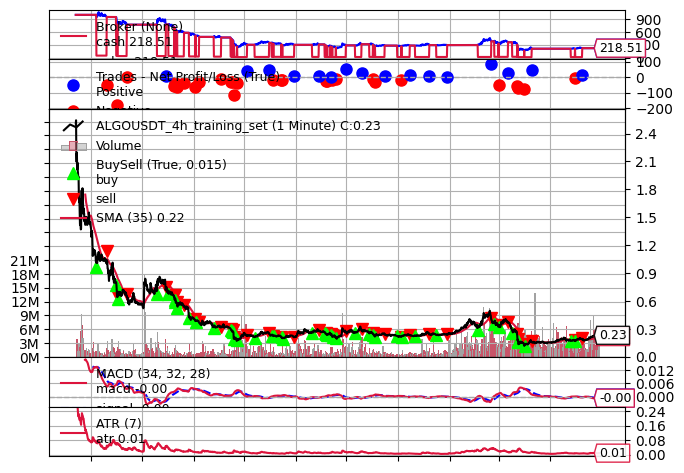 Broker (None)
cash 218.51
900
600
218.51
Trades - Net Profit/Loss (True)
Positive
100
0
−100
−200
ALGOUSDT_4h_training_set (1 Minute) C:0.23
Volume
BuySell (True, 0.015)
buy
sell
SMA (35) 0.22
2.4
2.1
1.8
1.5
1.2
0.9
0.6
0.3
0.0
0.23
21M
18M
15M
12M
9M
6M
3M
0M
MACD (34, 32, 28)
macd -0.00
0.012
0.006
0.000
-0.00
ATR (7)
atr 0.01
0.24
0.16
0.08
0.00
0.01